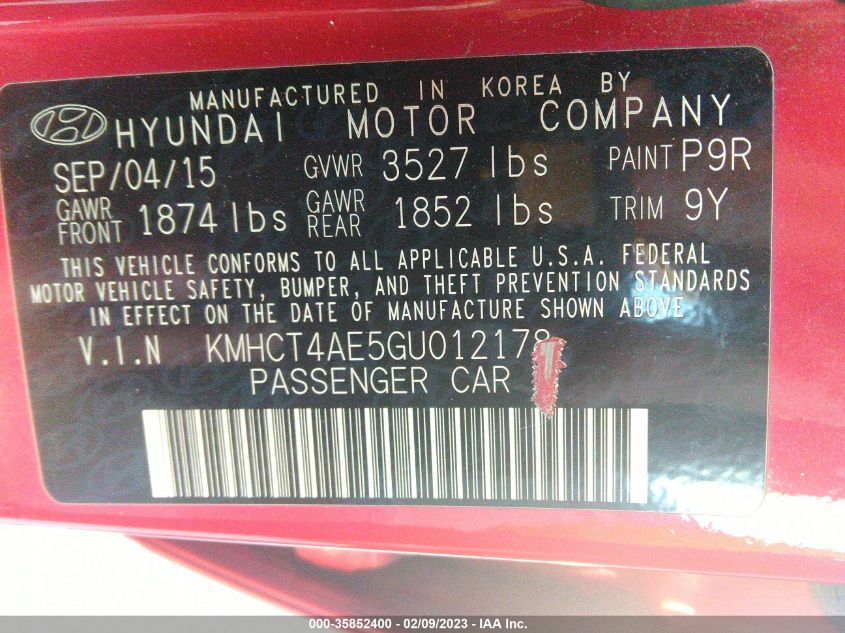 MANUFACTURED IN KOREA BY
HYUNDAI MOTOR COMPANY
SEP/04/15 GVWR 3527 lbs PAINT P9R
GAWR FRONT 1874 lbs GAWR REAR 1852 lbs TRIM 9Y
THIS VEHICLE CONFORMS TO ALL APPLICABLE U.S.A. FEDERAL
MOTOR VEHICLE SAFETY, BUMPER, AND THEFT PREVENTION STANDARDS
IN EFFECT ON THE DATE OF MANUFACTURE SHOWN ABOVE
V.I.N KMHCT4AE5GU012178
PASSENGER CAR
000-35852400 - 02/09/2023 - IAA Inc.